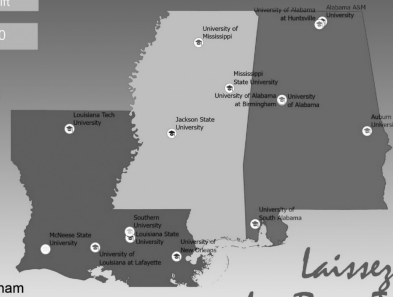 University of
Mississippi
University of Alabama
at Huntsville
Alabama A&M
University
Mississippi
State University
University of Alabama
at Birmingham
University
of Alabama
Louisiana Tech
University
Jackson State
University
Auburn
University of
South Alabama
McNeese State
University
Southern
University
Louisiana State
University
University of
New Orleans
University of
Louisiana at Lafayette
Laissez